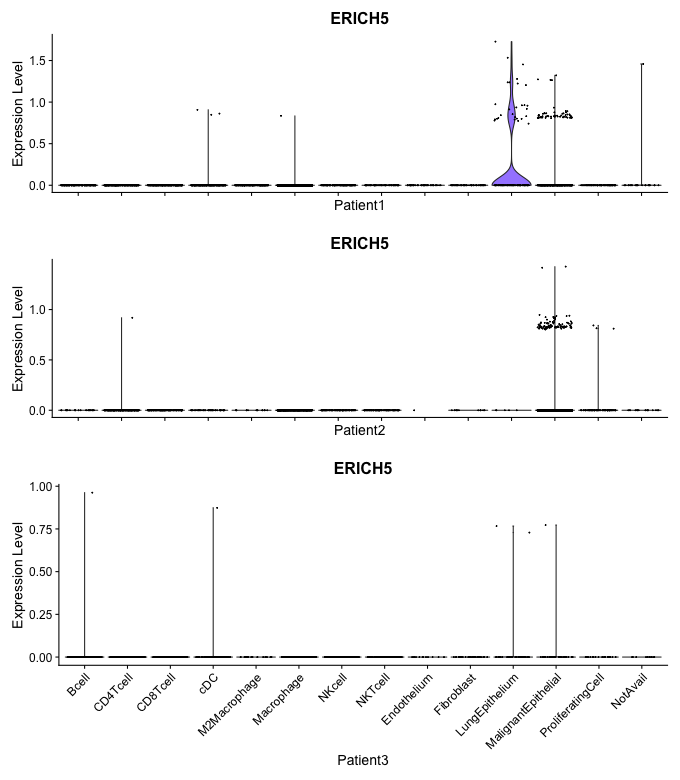 ERICH5
Expression Level
1.5
1.0
0.5
0.0
Patient1
ERICH5
Expression Level
1.0
0.5
0.0
Patient2
ERICH5
Expression Level
1.00
0.75
0.50
0.25
0.00
Bcell
CD4Tcell
CD8Tcell
cDC
M2Macrophage
Macrophage
NKcell
NKTcell
Endothelium
Fibroblast
LungEpithelium
MalignantEpithelial
ProliferatingCell
NotAvail
Patient3